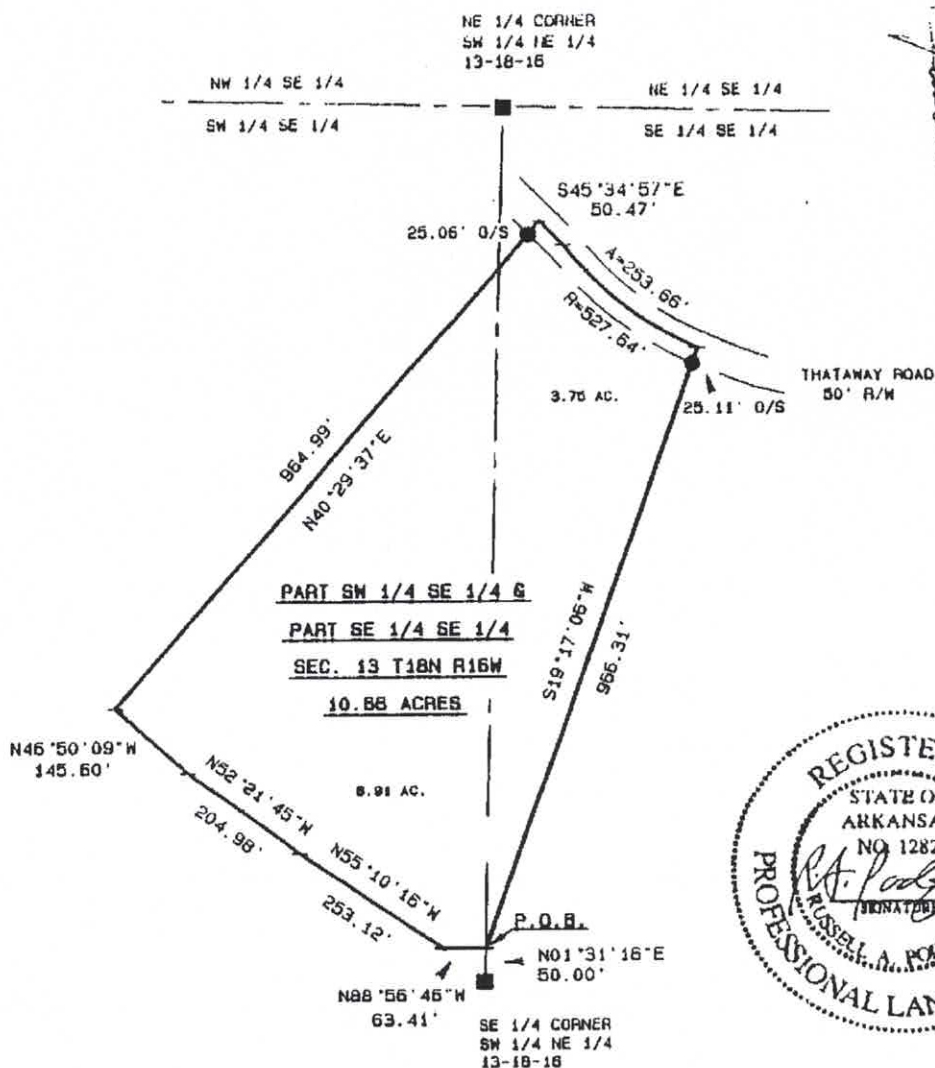 NE 1/4 CORNER
SW 1/4 NE 1/4
13-18-16
NW 1/4 SE 1/4
NE 1/4 SE 1/4
SW 1/4 SE 1/4
SE 1/4 SE 1/4
S45°34'57"E
50.47'
25.06' O/S
A=253.66'
R=527.64'
THATAWAY ROAD
50' R/W
3.75 AC.
25.11' O/S
964.99'
N40°29'37"E
PART SW 1/4 SE 1/4 &
PART SE 1/4 SE 1/4
SEC. 13 T18N R16W
10.66 ACRES
S19°17'06"W
966.31'
N46°50'09"W
145.60'
N52°21'45"W
204.98'
6.91 AC.
N55°10'16"W
253.12'
P.O.B.
N01°31'16"E
50.00'
N88°56'46"W
63.41'
SE 1/4 CORNER
SW 1/4 NE 1/4
13-18-16
REGISTE
STATE O
ARKANSA
NO. 1282
SIGNATURE
RUSSELL A. PO
PROFESSIONAL LAN